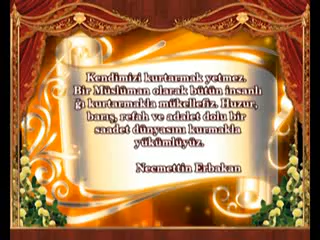 Kendimizi kurtarmak yetmez.
Bir Müslüman olarak bütün insanlı
ğı kurtarmakla mükellefiz. Huzur,
barış, refah ve adalet dolu bir
saadet dünyasını kurmakla
yükümlüyüz.
Necmettin Erbakan